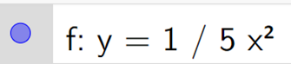 f: y = 1 / 5 x²